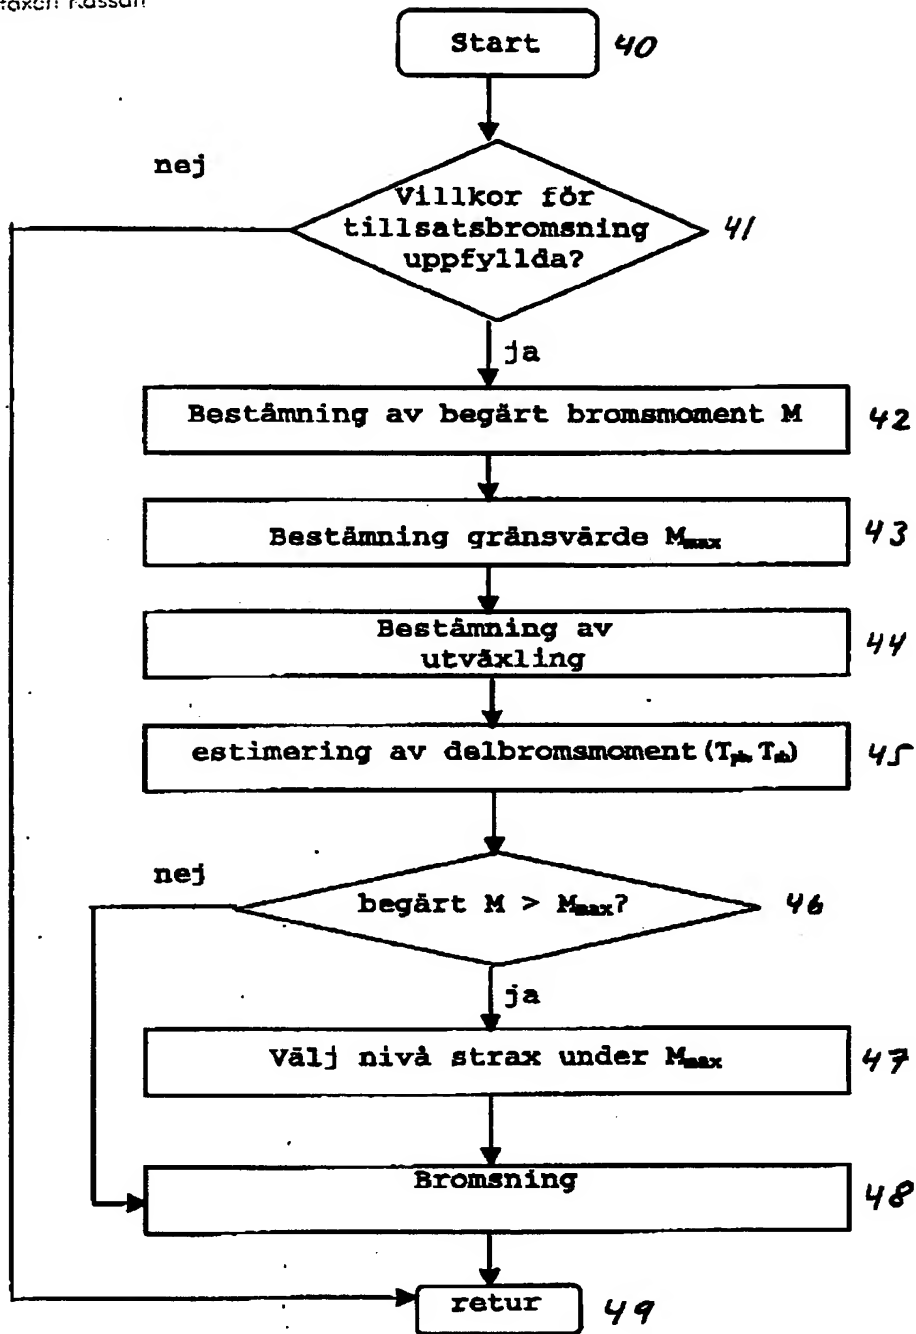 Start 40
nej
Villkor för
tillsatsbromsning
uppfyllda?
41
ja
Bestämning av begärt bromsmoment M 42
Bestämning gränsvärde Mmax 43
Bestämning av
utväxling
44
estimering av delbromsmoment (Tpb, Tsb) 45
nej
begärt M > Mmax? 46
ja
Välj nivå strax under Mmax 47
Bromsning 48
retur 49